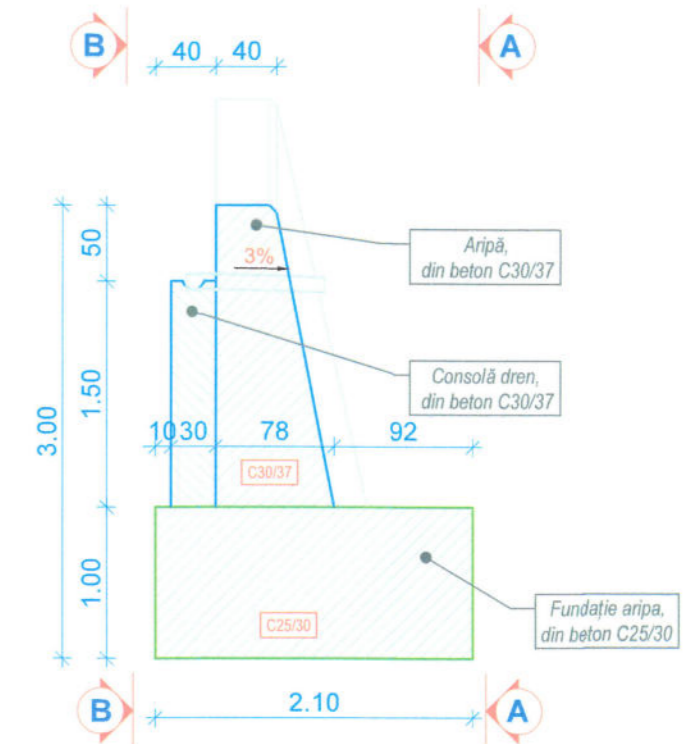 B
A
40
40
50
Aripă,
din beton C30/37
3%
Consolă dren,
din beton C30/37
1.50
3.00
10
30
78
92
C30/37
1.00
Fundație aripa,
din beton C25/30
C25/30
B
2.10
A